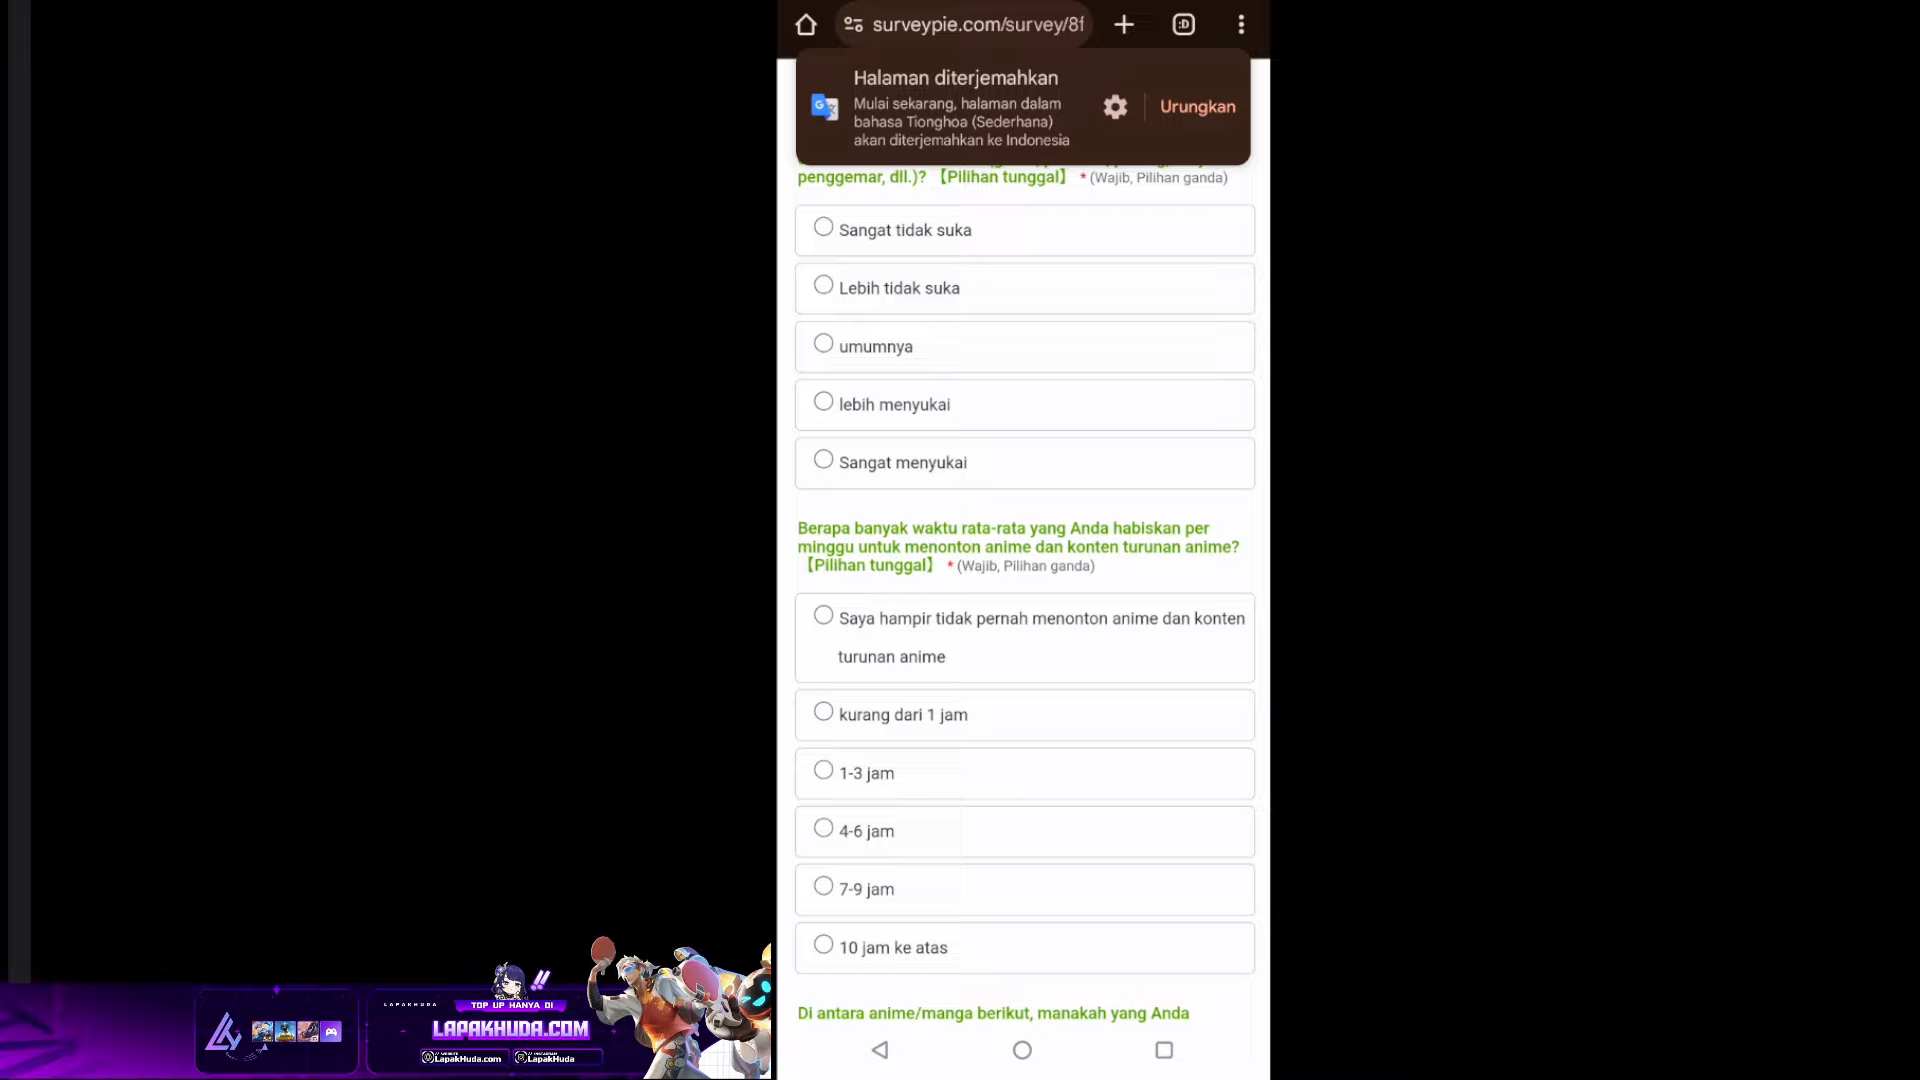 surveypie.com/survey/8f
:D
Halaman diterjemahkan
Mulai sekarang, halaman dalam
bahasa Tionghoa (Sederhana)
akan diterjemahkan ke Indonesia
Urungkan
penggemar, dll.)? 【Pilihan tunggal】 * (Wajib, Pilihan ganda)
Sangat tidak suka
Lebih tidak suka
umumnya
lebih menyukai
Sangat menyukai
Berapa banyak waktu rata-rata yang Anda habiskan per
minggu untuk menonton anime dan konten turunan anime?
【Pilihan tunggal】 * (Wajib, Pilihan ganda)
Saya hampir tidak pernah menonton anime dan konten
turunan anime
kurang dari 1 jam
1-3 jam
4-6 jam
7-9 jam
10 jam ke atas
Di antara anime/manga berikut, manakah yang Anda
LAPAKHUDA
TOP UP HANYA DI
LAPAKHUDA.COM
WEBSITE
LapakHuda.com
INSTAGRAM
LapakHuda